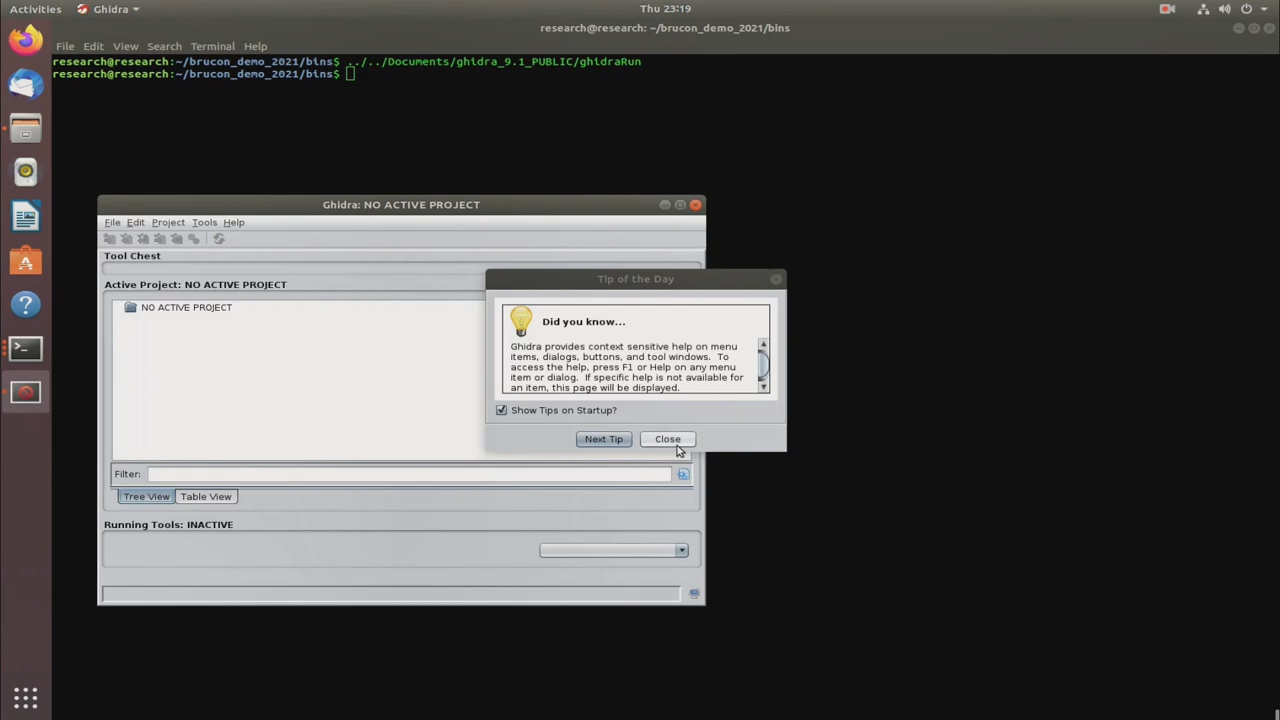 Activities Ghidra Thu 23:19
research@research: ~/brucon_demo_2021/bins
File Edit View Search Terminal Help
research@research:~/brucon_demo_2021/bins$ ../../Documents/ghidra_9.1_PUBLIC/ghidraRun
research@research:~/brucon_demo_2021/bins$
Ghidra: NO ACTIVE PROJECT
File Edit Project Tools Help
Tool Chest
Active Project: NO ACTIVE PROJECT
NO ACTIVE PROJECT
Tip of the Day
Did you know...
Ghidra provides context sensitive help on menu
items, dialogs, buttons, and tool windows. To
access the help, press F1 or Help on any menu
item or dialog. If specific help is not available for
an item, this page will be displayed.
Show Tips on Startup?
Next Tip Close
Filter:
Tree View Table View
Running Tools: INACTIVE